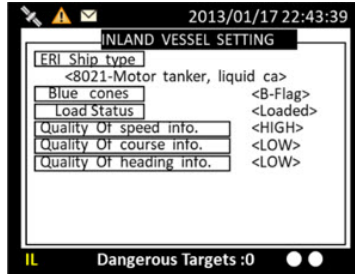 2013/01/17 22:43:39
INLAND VESSEL SETTING
ERI Ship type
<8021-Motor tanker, liquid ca>
Blue cones <B-Flag>
Load Status <Loaded>
Quality Of speed info. <HIGH>
Quality Of course info. <LOW>
Quality Of heading info. <LOW>
IL Dangerous Targets :0